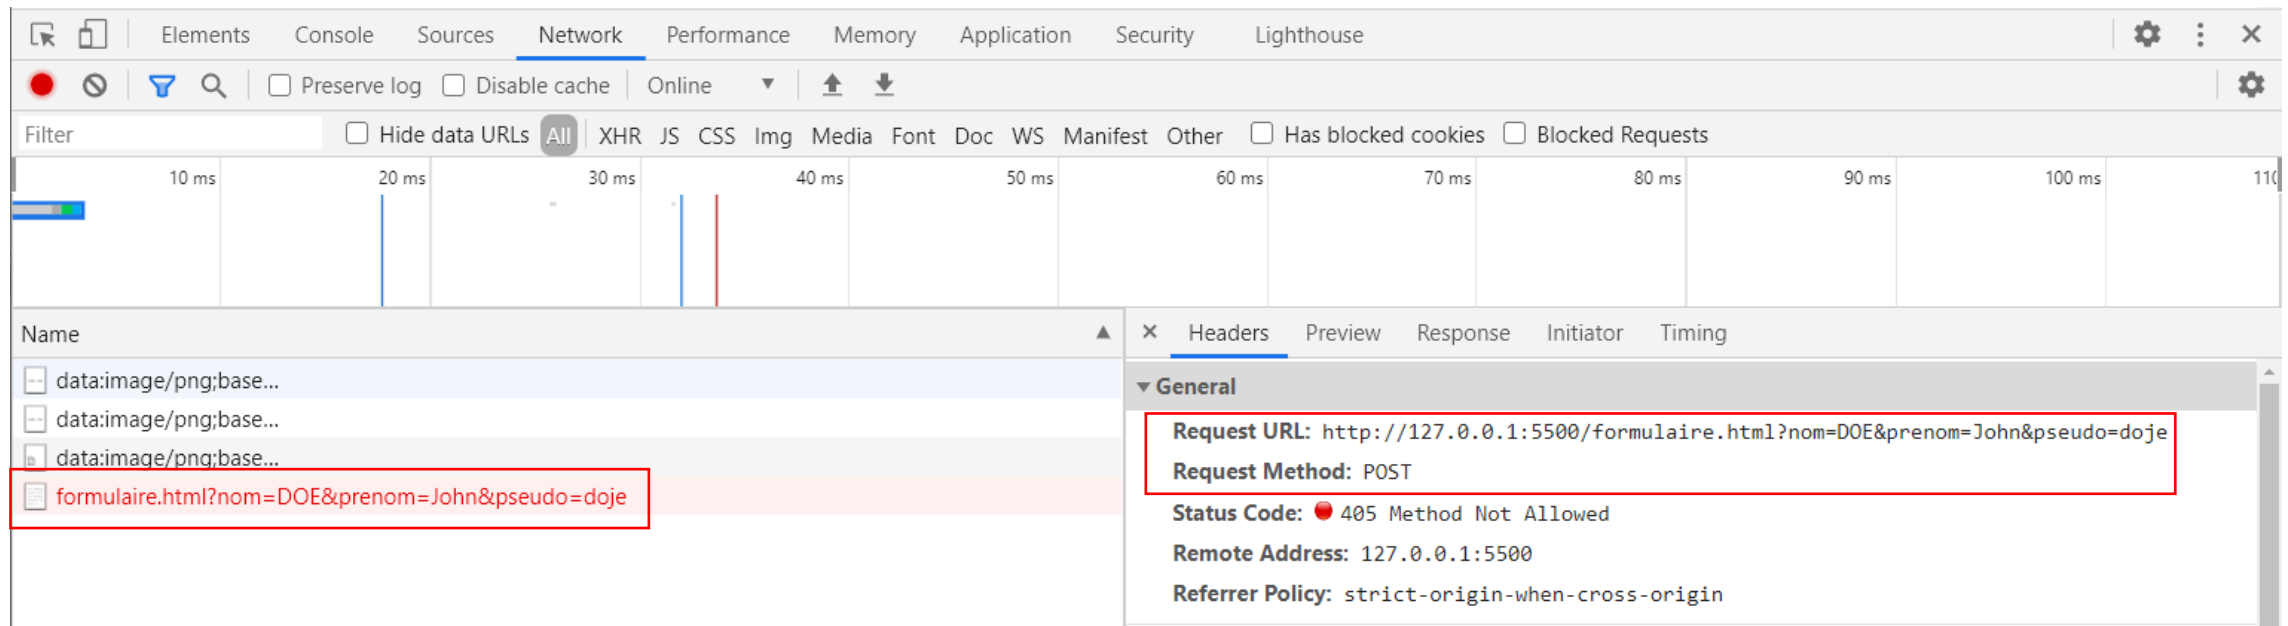 Elements Console Sources Network Performance Memory Application Security Lighthouse
Preserve log Disable cache Online
Filter Hide data URLs All XHR JS CSS Img Media Font Doc WS Manifest Other Has blocked cookies Blocked Requests
10 ms 20 ms 30 ms 40 ms 50 ms 60 ms 70 ms 80 ms 90 ms 100 ms
Name
data:image/png;base...
data:image/png;base...
data:image/png;base...
formulaire.html?nom=DOE&prenom=John&pseudo=doje
Headers Preview Response Initiator Timing
General
Request URL: http://127.0.0.1:5500/formulaire.html?nom=DOE&prenom=John&pseudo=doje
Request Method: POST
Status Code: 405 Method Not Allowed
Remote Address: 127.0.0.1:5500
Referrer Policy: strict-origin-when-cross-origin